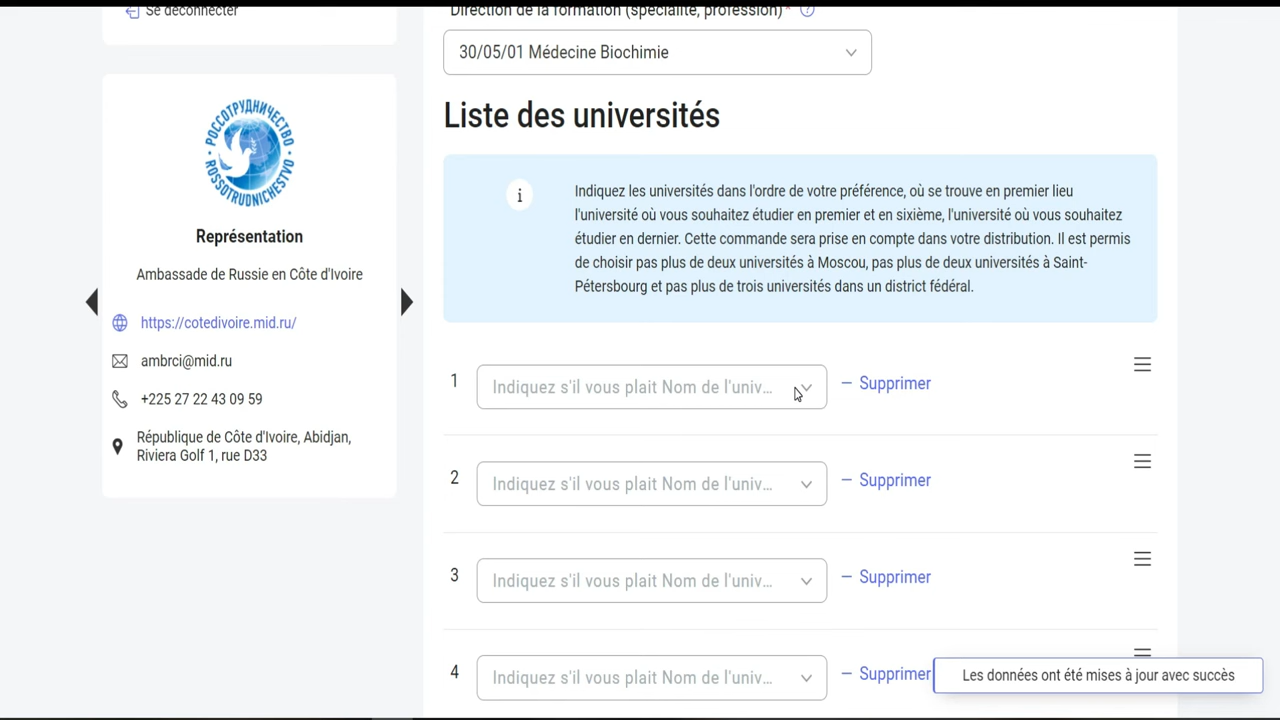 Se déconnecter
РОССОТРУДНИЧЕСТВО
ROSSOTRUDNICHESTVO
Représentation
Ambassade de Russie en Côte d'Ivoire
https://cotedivoire.mid.ru/
ambrci@mid.ru
+225 27 22 43 09 59
République de Côte d'Ivoire, Abidjan,
Riviera Golf 1, rue D33
Direction de la formation (spécialité, profession)* ?
30/05/01 Médecine Biochimie
Liste des universités
i
Indiquez les universités dans l'ordre de votre préférence, où se trouve en premier lieu
l'université où vous souhaitez étudier en premier et en sixième, l'université où vous souhaitez
étudier en dernier. Cette commande sera prise en compte dans votre distribution. Il est permis
de choisir pas plus de deux universités à Moscou, pas plus de deux universités à Saint-
Pétersbourg et pas plus de trois universités dans un district fédéral.
1 Indiquez s'il vous plait Nom de l'univ... — Supprimer
2 Indiquez s'il vous plait Nom de l'univ... — Supprimer
3 Indiquez s'il vous plait Nom de l'univ... — Supprimer
4 Indiquez s'il vous plait Nom de l'univ... — Supprimer
Les données ont été mises à jour avec succès